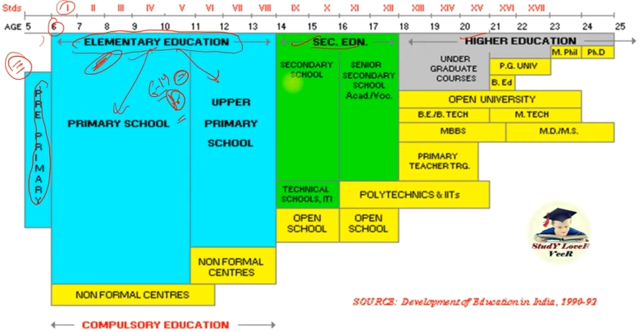 Stds I II III IV V VI VII VIII IX X XI XII XIII XIV XV XVI XVII
AGE 5 6 7 8 9 10 11 12 13 14 15 16 17 18 19 20 21 22 23 24 25
ELEMENTARY EDUCATION
SEC. EDN.
HIGHER EDUCATION
M. Phil
Ph.D
PRE PRIMARY
PRIMARY SCHOOL
6-14
UPPER
PRIMARY
SCHOOL
SECONDARY
SCHOOL
SENIOR
SECONDARY
SCHOOL
Acad./Voc.
UNDER
GRADUATE
COURSES
P.G. UNIV
B. Ed
OPEN UNIVERSITY
B.E./B. TECH
M. TECH
MBBS
M.D./M.S.
PRIMARY
TEACHER TRG.
TECHNICAL
SCHOOLS, ITI
POLYTECHNICS & IITs
OPEN
SCHOOL
OPEN
SCHOOL
NON FORMAL
CENTRES
NON FORMAL CENTRES
COMPULSORY EDUCATION
StudY LoveR
VeeR
SOURCE: Development of Education in India, 1990-92